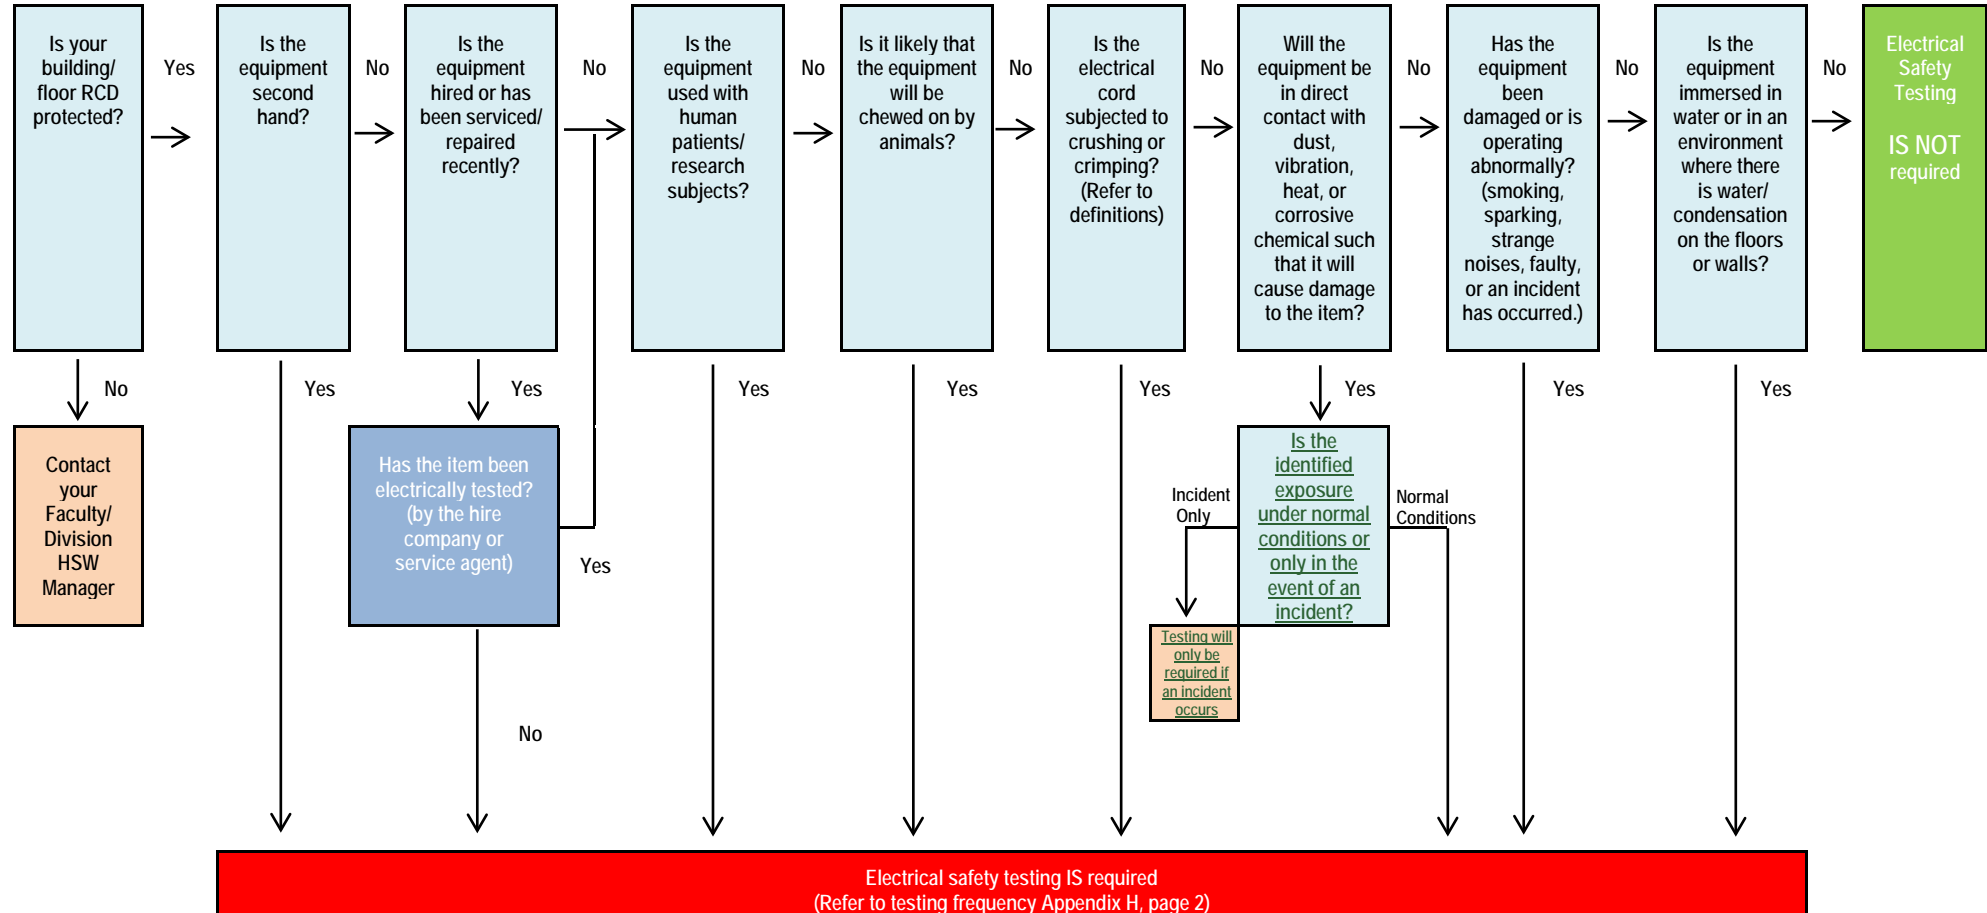 Is your
building/
floor RCD
protected?
Yes
Is the
equipment
second
hand?
No
Is the
equipment
hired or has
been serviced/
repaired
recently?
No
Is the
equipment
used with
human
patients/
research
subjects?
No
Is it likely that
the equipment
will be
chewed on by
animals?
No
Is the
electrical
cord
subjected to
crushing or
crimping?
(Refer to
definitions)
No
Will the
equipment be
in direct
contact with
dust,
vibration,
heat, or
corrosive
chemical such
that it will
cause damage
to the item?
No
Has the
equipment
been
damaged or is
operating
abnormally?
(smoking,
sparking,
strange
noises, faulty,
or an incident
has occurred.)
No
Is the
equipment
immersed in
water or in an
environment
where there
is water/
condensation
on the floors
or walls?
No
Electrical
Safety
Testing
IS NOT
required
No
Yes
Yes
Yes
Yes
Yes
Yes
Yes
Yes
Contact
your
Faculty/
Division
HSW
Manager
Has the item been
electrically tested?
(by the hire
company or
service agent)
Yes
No
Incident
Only
Is the
identified
exposure
under normal
conditions or
only in the
event of an
incident?
Normal
Conditions
Testing will
only be
required if
an incident
occurs
Electrical safety testing IS required
(Refer to testing frequency Appendix H, page 2)